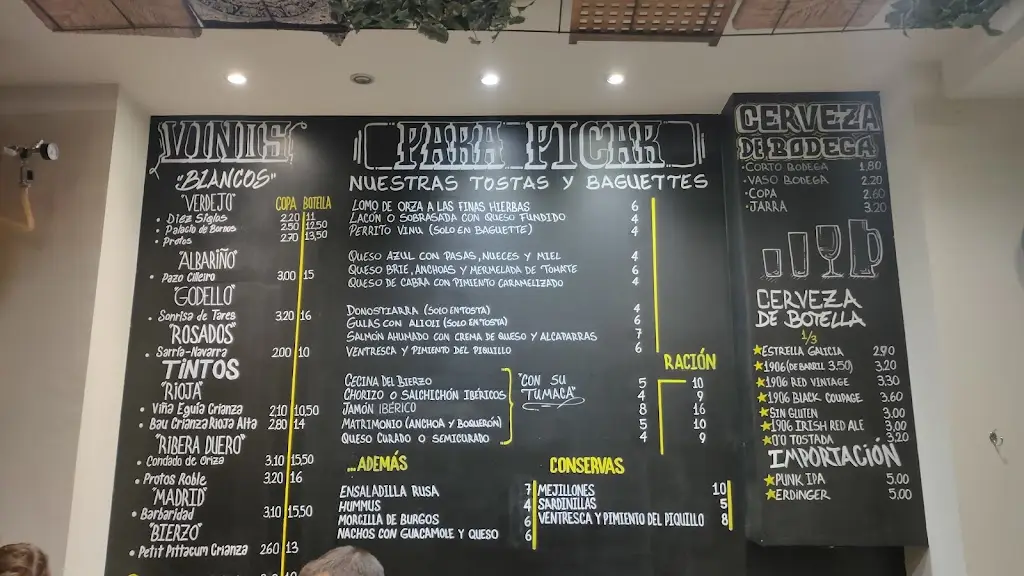 VINUS
"BLANCOS"
"VERDEJO" COPA BOTELLA
• Diez Siglos 2.20 11
• Palacio de Bornos 2.50 12,50
• Protos 2.70 13,50
"ALBARIÑO"
• Pazo Cilleiro 3.00 15
"GODELLO"
• Sonrisa de Tares 3.20 16
ROSADOS
• Sarría-Navarra 2.00 10
TINTOS
"RIOJA"
• Viña Eguía Crianza 2,10 10,50
• Bau Crianza Rioja Alta 2.80 14
"RIBERA DUERO"
• Condado de Oriza 3.10 15,50
• Protos Roble 3.20 16
"MADRID"
• Barbaridad 3.10 15,50
"BIERZO"
• Petit Pittacum Crianza 2.60 13
PARA PICAR
NUESTRAS TOSTAS Y BAGUETTES
LOMO DE ORZA A LAS FINAS HIERBAS 6
LACÓN O SOBRASADA CON QUESO FUNDIDO 4
PERRITO VINU (SOLO EN BAGUETTE) 4
QUESO AZUL CON PASAS, NUECES Y MIEL 4
QUESO BRIE, ANCHOAS Y MERMELADA DE TOMATE 6
QUESO DE CABRA CON PIMIENTO CARAMELIZADO 4
DONOSTIARRA (SOLO EN TOSTA) 4
GULAS CON ALIOLI (SOLO EN TOSTA) 6
SALMÓN AHUMADO CON CREMA DE QUESO Y ALCAPARRAS 7
VENTRESCA Y PIMIENTO DEL PIQUILLO 6
RACIÓN
CECINA DEL BIERZO 5 10
CHORIZO O SALCHICHÓN IBÉRICOS 4 9
JAMÓN IBÉRICO 8 16
MATRIMONIO (ANCHOA Y BOQUERÓN) 5 10
QUESO CURADO O SEMICURADO 4 9
"CON SU
TUMACA"
...ADEMÁS
ENSALADILLA RUSA 7
HUMMUS 4
MORCILLA DE BURGOS 6
NACHOS CON GUACAMOLE Y QUESO 6
CONSERVAS
MEJILLONES 10
SARDINILLAS 5
VENTRESCA Y PIMIENTO DEL PIQUILLO 8
CERVEZA
DE BODEGA
·CORTO BODEGA 1.80
·VASO BODEGA 2.20
·COPA 2.60
·JARRA 3.20
CERVEZA
DE BOTELLA
1/3
★ESTRELLA GALICIA 2,90
★1906 (DE BARRIL 3.50) 3.20
★1906 RED VINTAGE 3.30
★1906 BLACK COUPAGE 3.60
★SIN GLUTEN 3,00
★1906 IRISH RED ALE 3.00
★0'0 TOSTADA 3.20
IMPORTACIÓN
★PUNK IPA 5,00
★ERDINGER 5.00